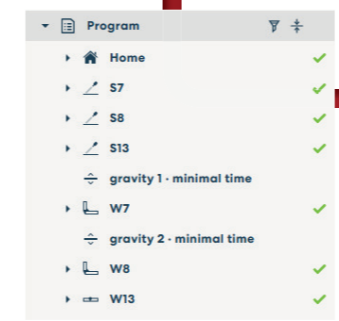 Program
Home
S7
S8
S13
gravity 1 · minimal time
W7
gravity 2 · minimal time
W8
W13